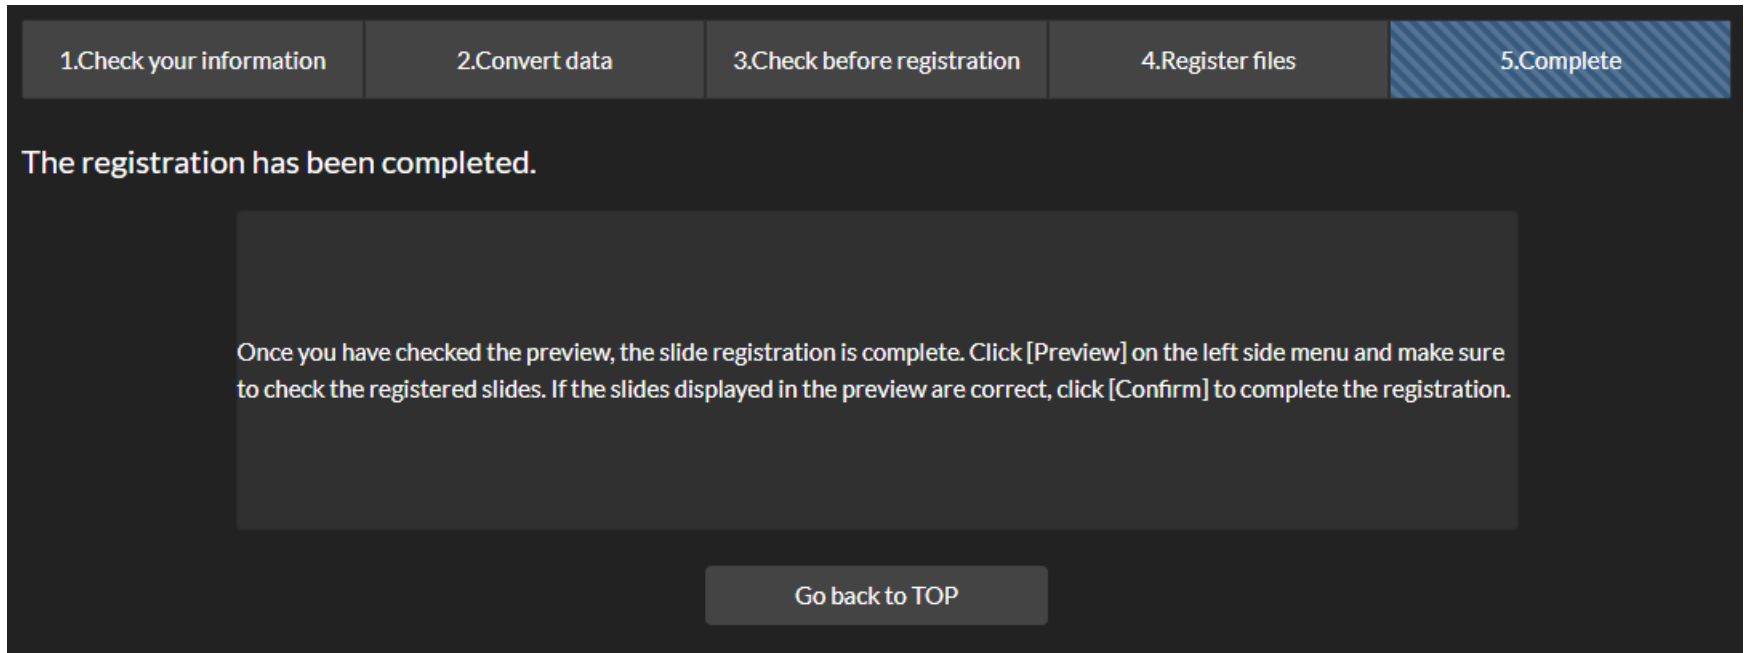 1.Check your information
2.Convert data
3.Check before registration
4.Register files
5.Complete
The registration has been completed.
Once you have checked the preview, the slide registration is complete. Click [Preview] on the left side menu and make sure
to check the registered slides. If the slides displayed in the preview are correct, click [Confirm] to complete the registration.
Go back to TOP